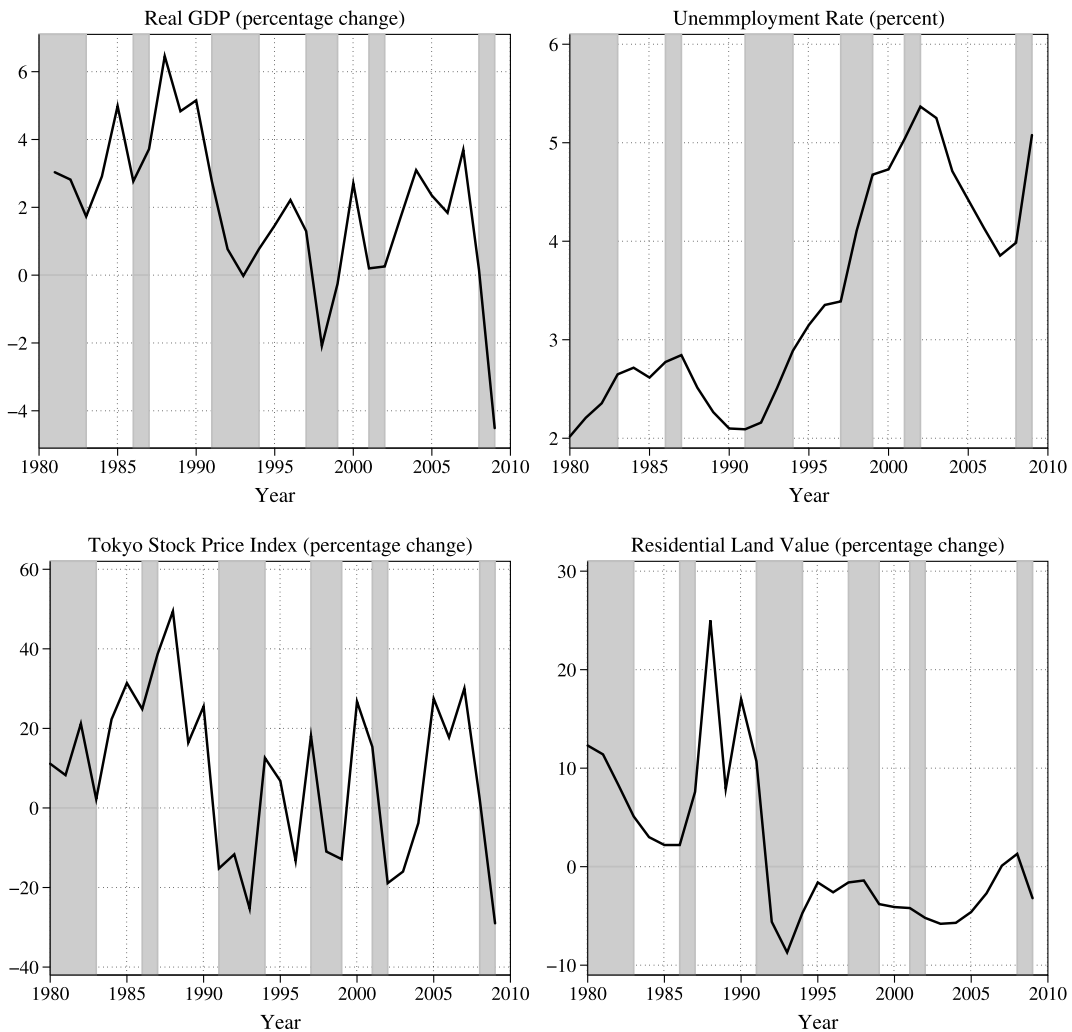 Real GDP (percentage change)
6
4
2
0
−2
−4
1980 1985 1990 1995 2000 2005 2010
Year
Unemmployment Rate (percent)
6
5
4
3
2
1980 1985 1990 1995 2000 2005 2010
Year
Tokyo Stock Price Index (percentage change)
60
40
20
0
−20
−40
1980 1985 1990 1995 2000 2005 2010
Year
Residential Land Value (percentage change)
30
20
10
0
−10
1980 1985 1990 1995 2000 2005 2010
Year